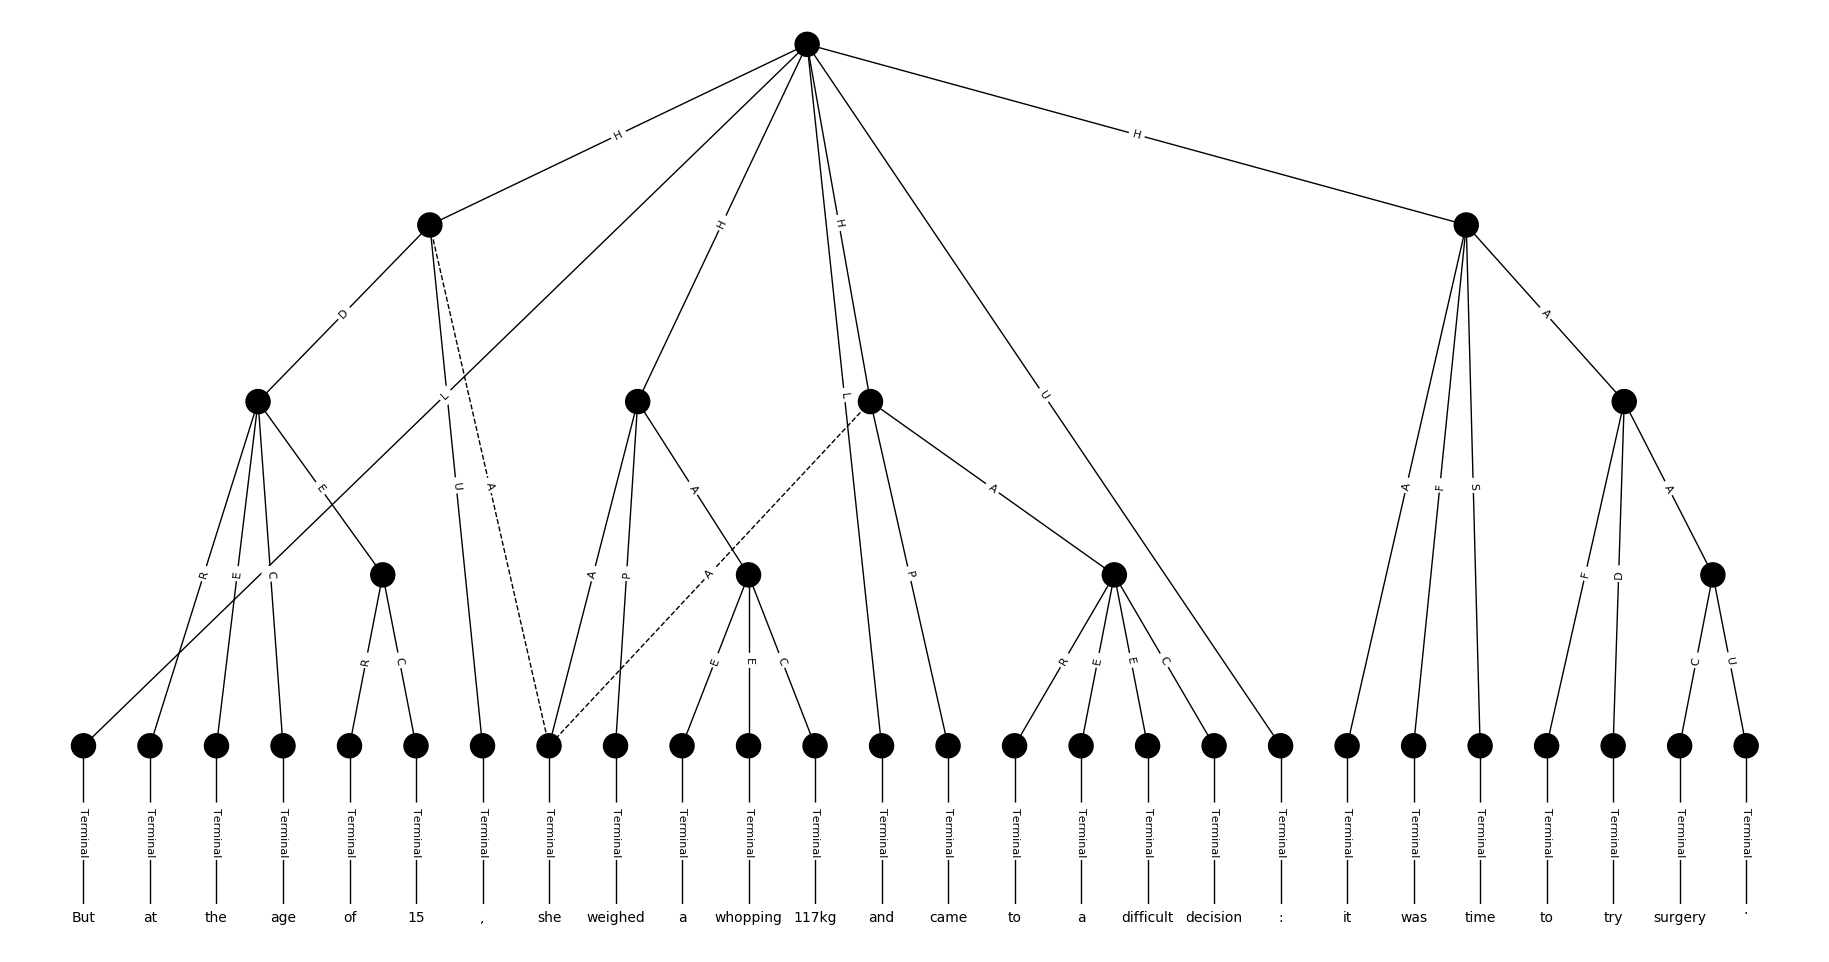 H
H
H
H
H
D
L
L
U
A
R
E
C
E
U
A
A
P
A
A
P
A
A
F
S
F
D
A
R
C
E
E
C
R
E
E
C
C
U
Terminal Terminal Terminal Terminal Terminal Terminal Terminal Terminal Terminal Terminal Terminal Terminal Terminal Terminal Terminal Terminal Terminal Terminal Terminal Terminal Terminal Terminal Terminal Terminal Terminal Terminal
But at the age of 15 , she weighed a whopping 117kg and came to a difficult decision : it was time to try surgery .